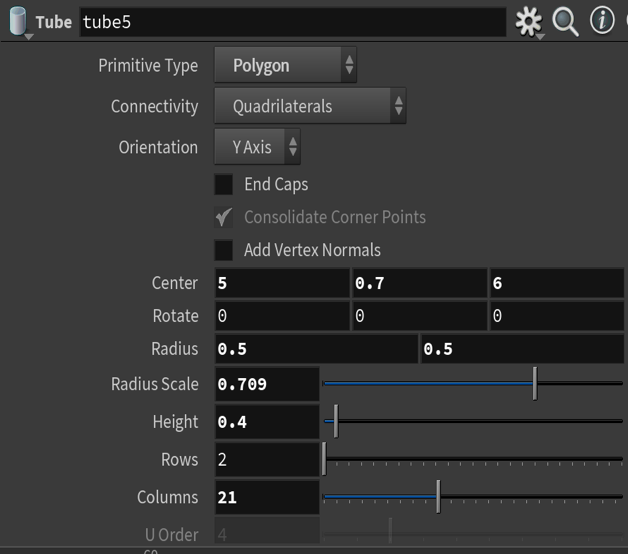 Tube tube5
Primitive Type Polygon
Connectivity Quadrilaterals
Orientation Y Axis
End Caps
Consolidate Corner Points
Add Vertex Normals
Center 5 0.7 6
Rotate 0 0 0
Radius 0.5 0.5
Radius Scale 0.709
Height 0.4
Rows 2
Columns 21
U Order 4